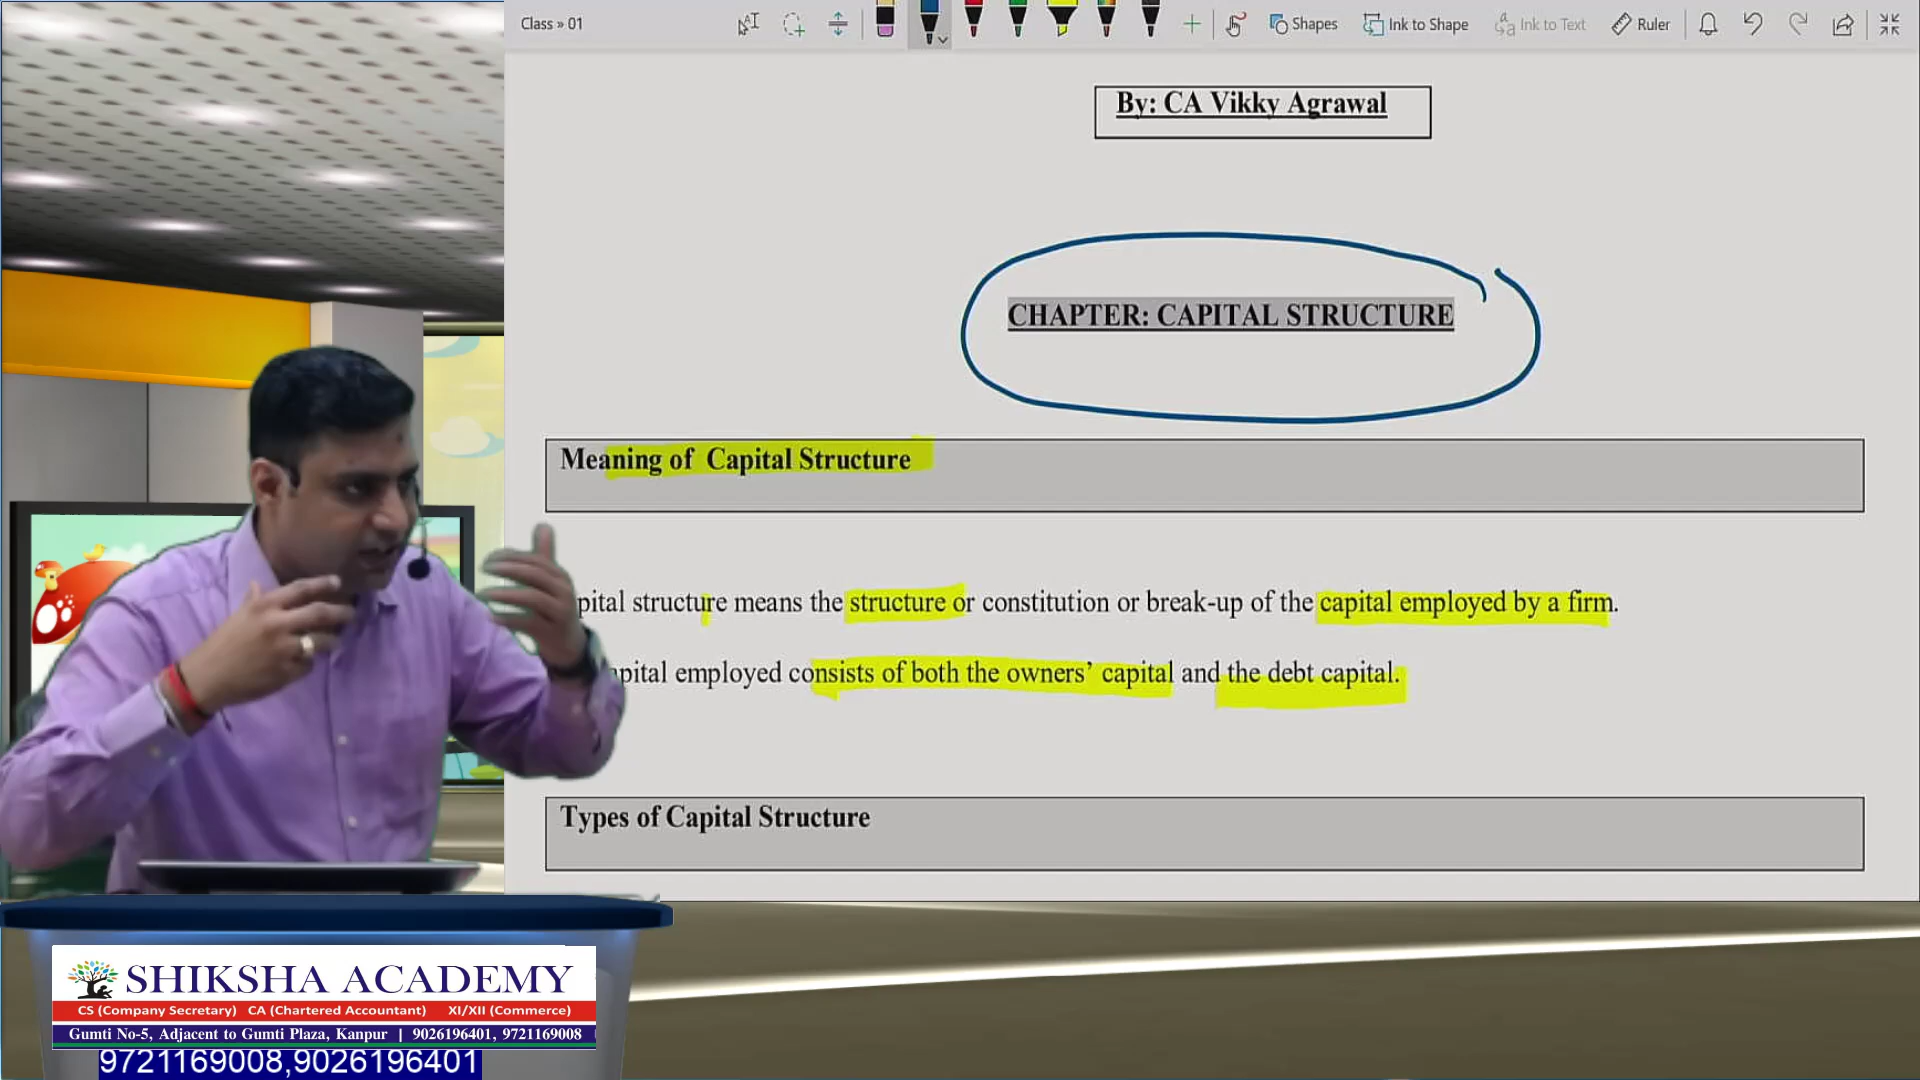 Class » 01
Shapes
Ink to Shape
Ink to Text
Ruler
By: CA Vikky Agrawal
CHAPTER: CAPITAL STRUCTURE
Meaning of Capital Structure
pital structure means the structure or constitution or break-up of the capital employed by a firm.
pital employed consists of both the owners’ capital and the debt capital.
Types of Capital Structure
SHIKSHA ACADEMY
CS (Company Secretary) CA (Chartered Accountant) XI/XII (Commerce)
Gumti No-5, Adjacent to Gumti Plaza, Kanpur | 9026196401, 9721169008
9721169008,9026196401